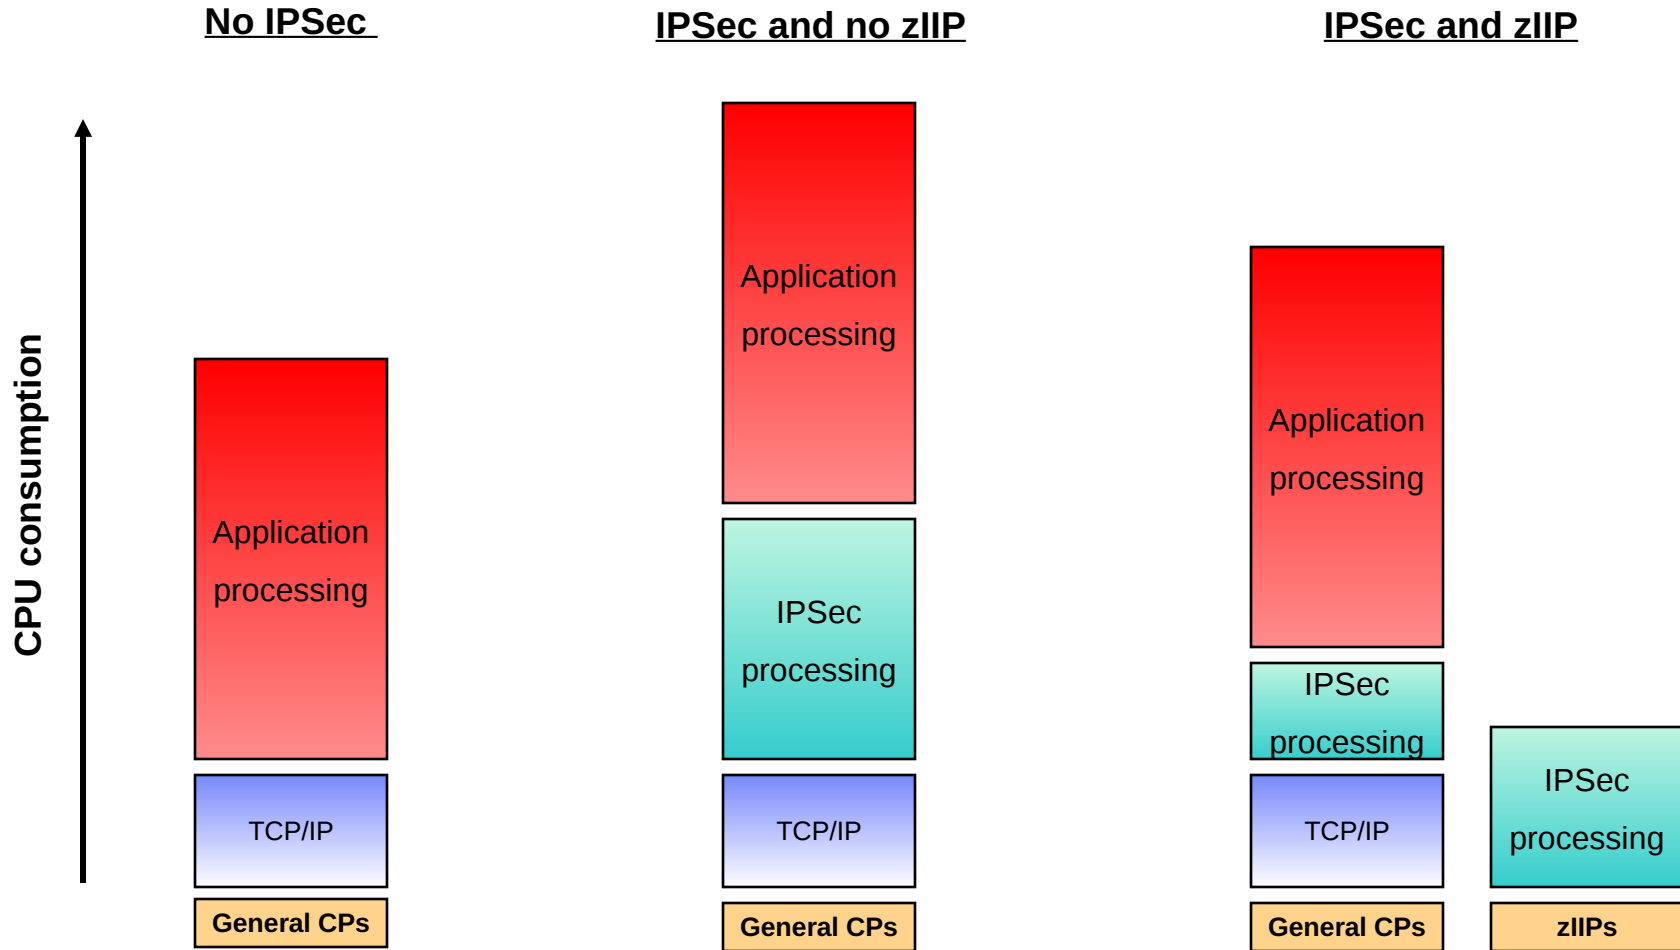 No IPSec
IPSec and no zIIP
IPSec and zIIP
CPU consumption
Application
processing
TCP/IP
General CPs
Application
processing
IPSec
processing
TCP/IP
General CPs
Application
processing
IPSec
processing
TCP/IP
General CPs
IPSec
processing
zIIPs